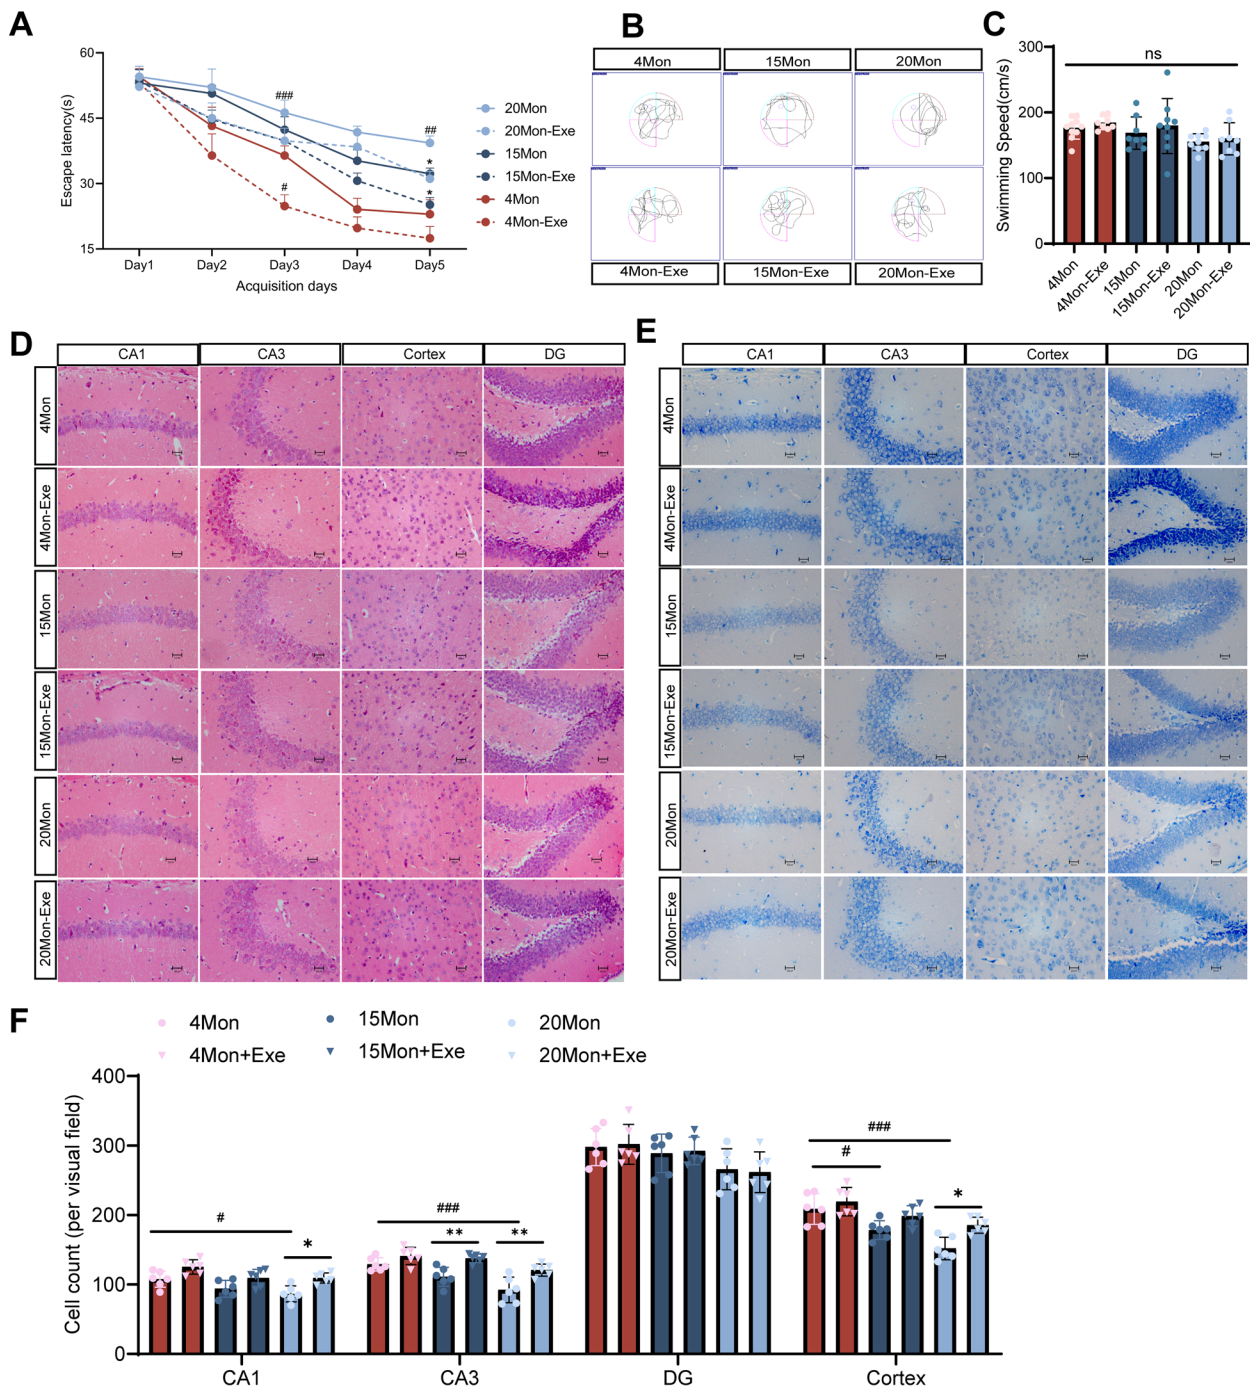 A
60
45
30
15
Escape latency(s)
###
##
#
*
*
Day1
Day2
Day3
Day4
Day5
Acquisition days
20Mon
20Mon-Exe
15Mon
15Mon-Exe
4Mon
4Mon-Exe
B
4Mon
15Mon
20Mon
4Mon-Exe
15Mon-Exe
20Mon-Exe
C
300
200
100
0
Swimming Speed(cm/s)
ns
4Mon
4Mon-Exe
15Mon
15Mon-Exe
20Mon
20Mon-Exe
D
CA1
CA3
Cortex
DG
4Mon
4Mon-Exe
15Mon
15Mon-Exe
20Mon
20Mon-Exe
E
CA1
CA3
Cortex
DG
4Mon
4Mon-Exe
15Mon
15Mon-Exe
20Mon
20Mon-Exe
F
4Mon
15Mon
20Mon
4Mon+Exe
15Mon+Exe
20Mon+Exe
400
300
200
100
0
Cell count (per visual field)
#
*
###
**
**
###
#
*
CA1
CA3
DG
Cortex